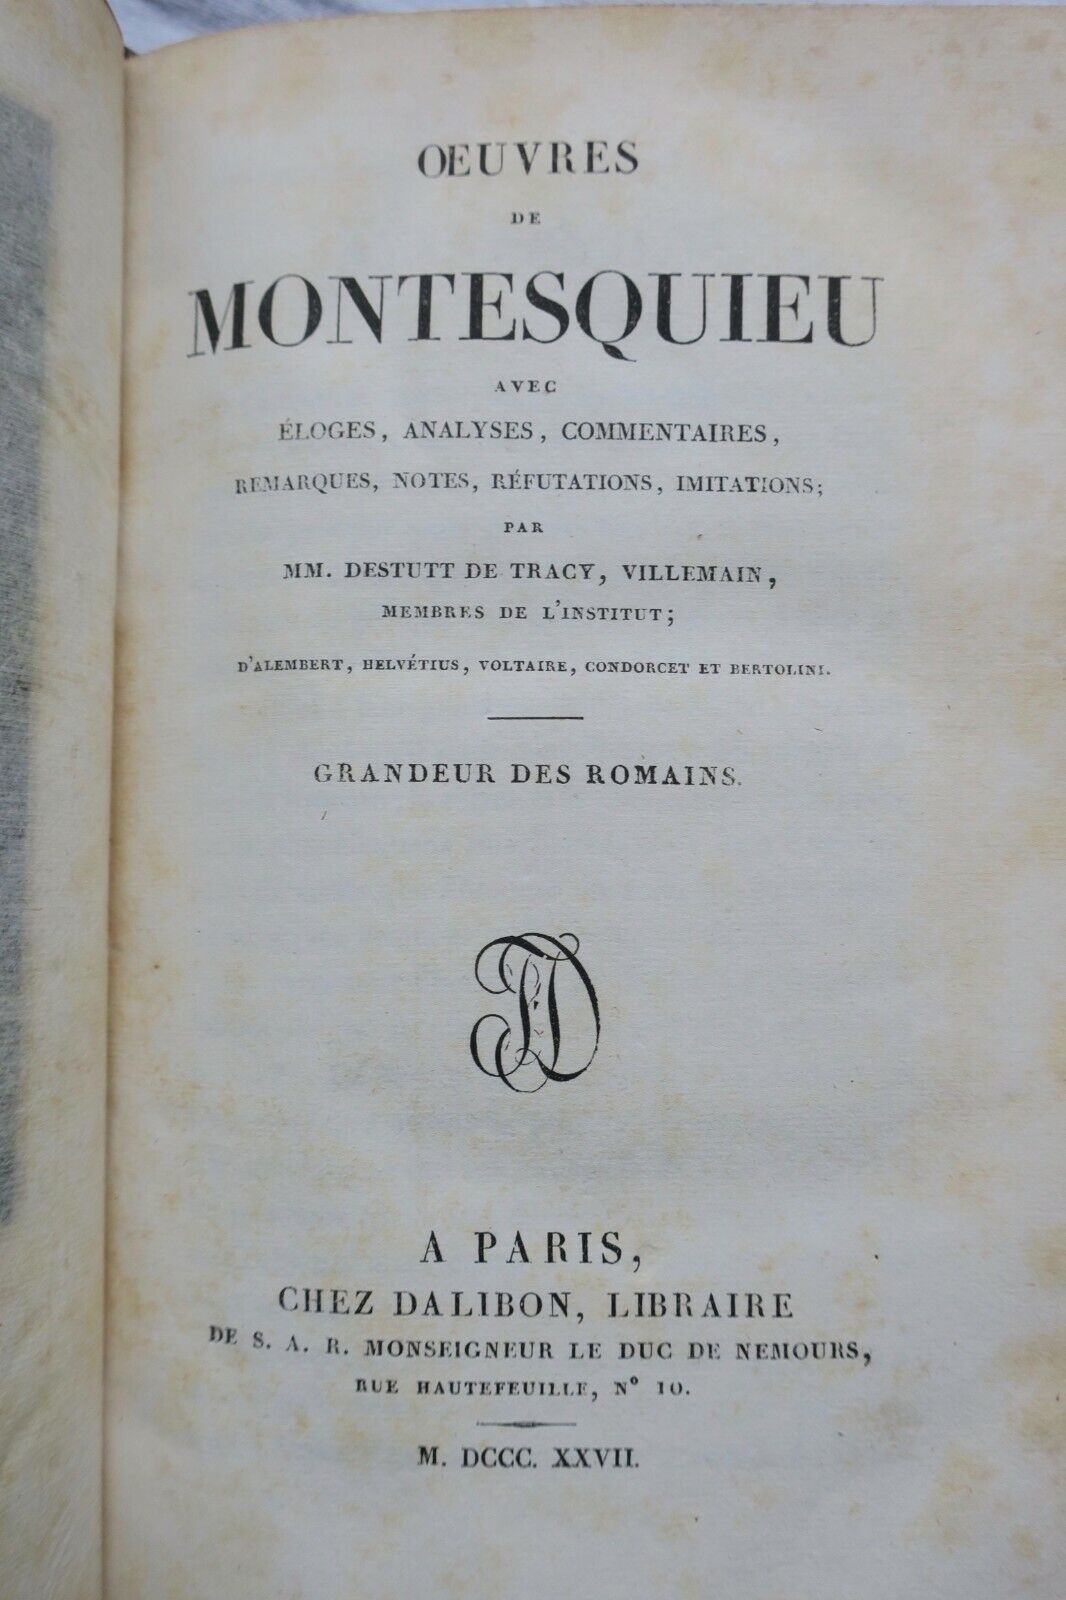 OEUVRES
DE
MONTESQUIEU
AVEC
ÉLOGES, ANALYSES, COMMENTAIRES,
REMARQUES, NOTES, RÉFUTATIONS, IMITATIONS;
PAR
MM. DESTUTT DE TRACY, VILLEMAIN,
MEMBRES DE L'INSTITUT;
D'ALEMBERT, HELVÉTIUS, VOLTAIRE, CONDORCET ET BERTOLINI.
GRANDEUR DES ROMAINS.
A PARIS,
CHEZ DALIBON, LIBRAIRE
DE S. A. R. MONSEIGNEUR LE DUC DE NEMOURS,
RUE HAUTEFEUILLE, Nº 10.
M. DCCC. XXVII.